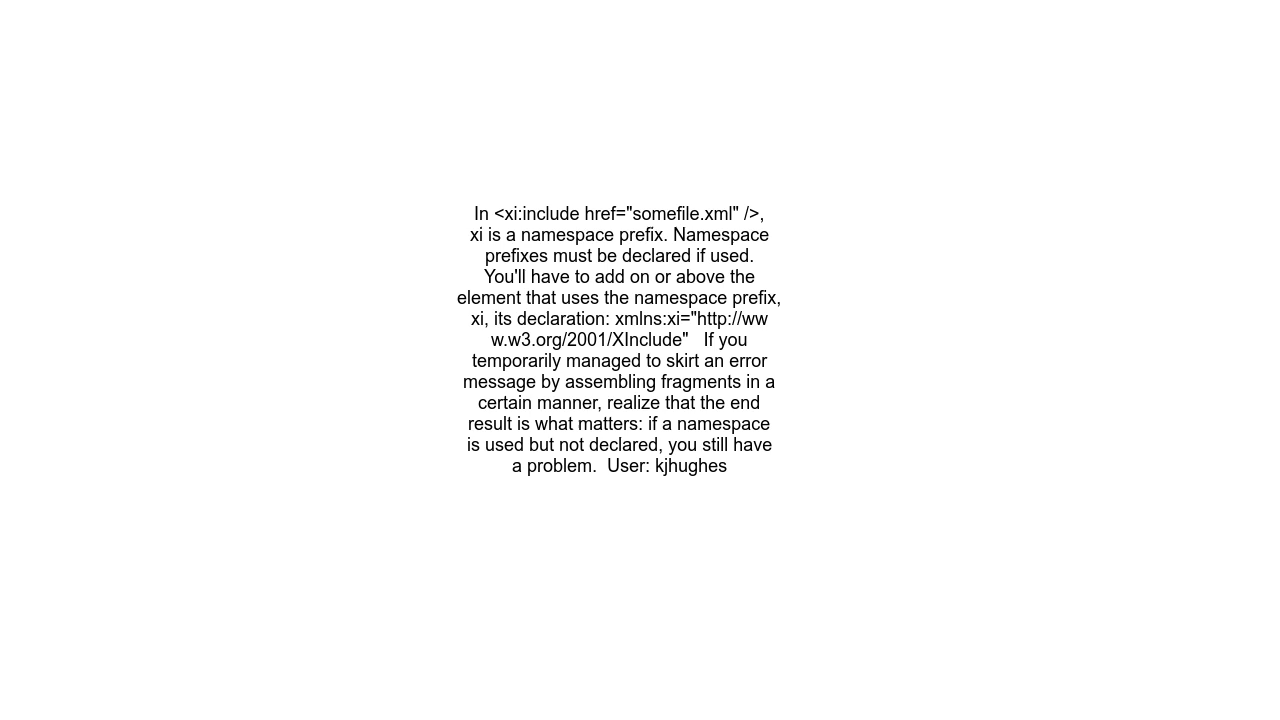 In <xi:include href="somefile.xml" />,
xi is a namespace prefix. Namespace
prefixes must be declared if used.
You'll have to add on or above the
element that uses the namespace prefix,
xi, its declaration: xmlns:xi="http://ww
w.w3.org/2001/XInclude"   If you
temporarily managed to skirt an error
message by assembling fragments in a
certain manner, realize that the end
result is what matters: if a namespace
is used but not declared, you still have
a problem.  User: kjhughes